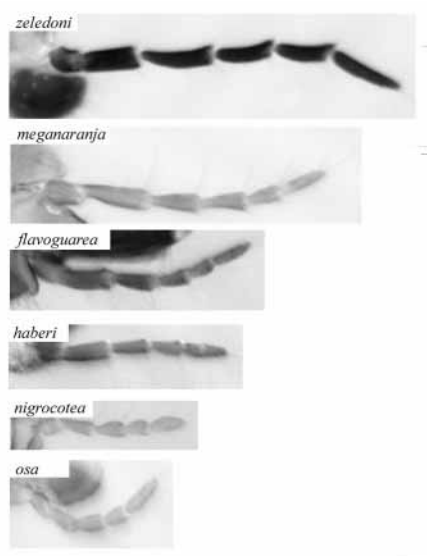 zeledoni
meganaranja
flavoguarea
haberi
nigrocotea
osa